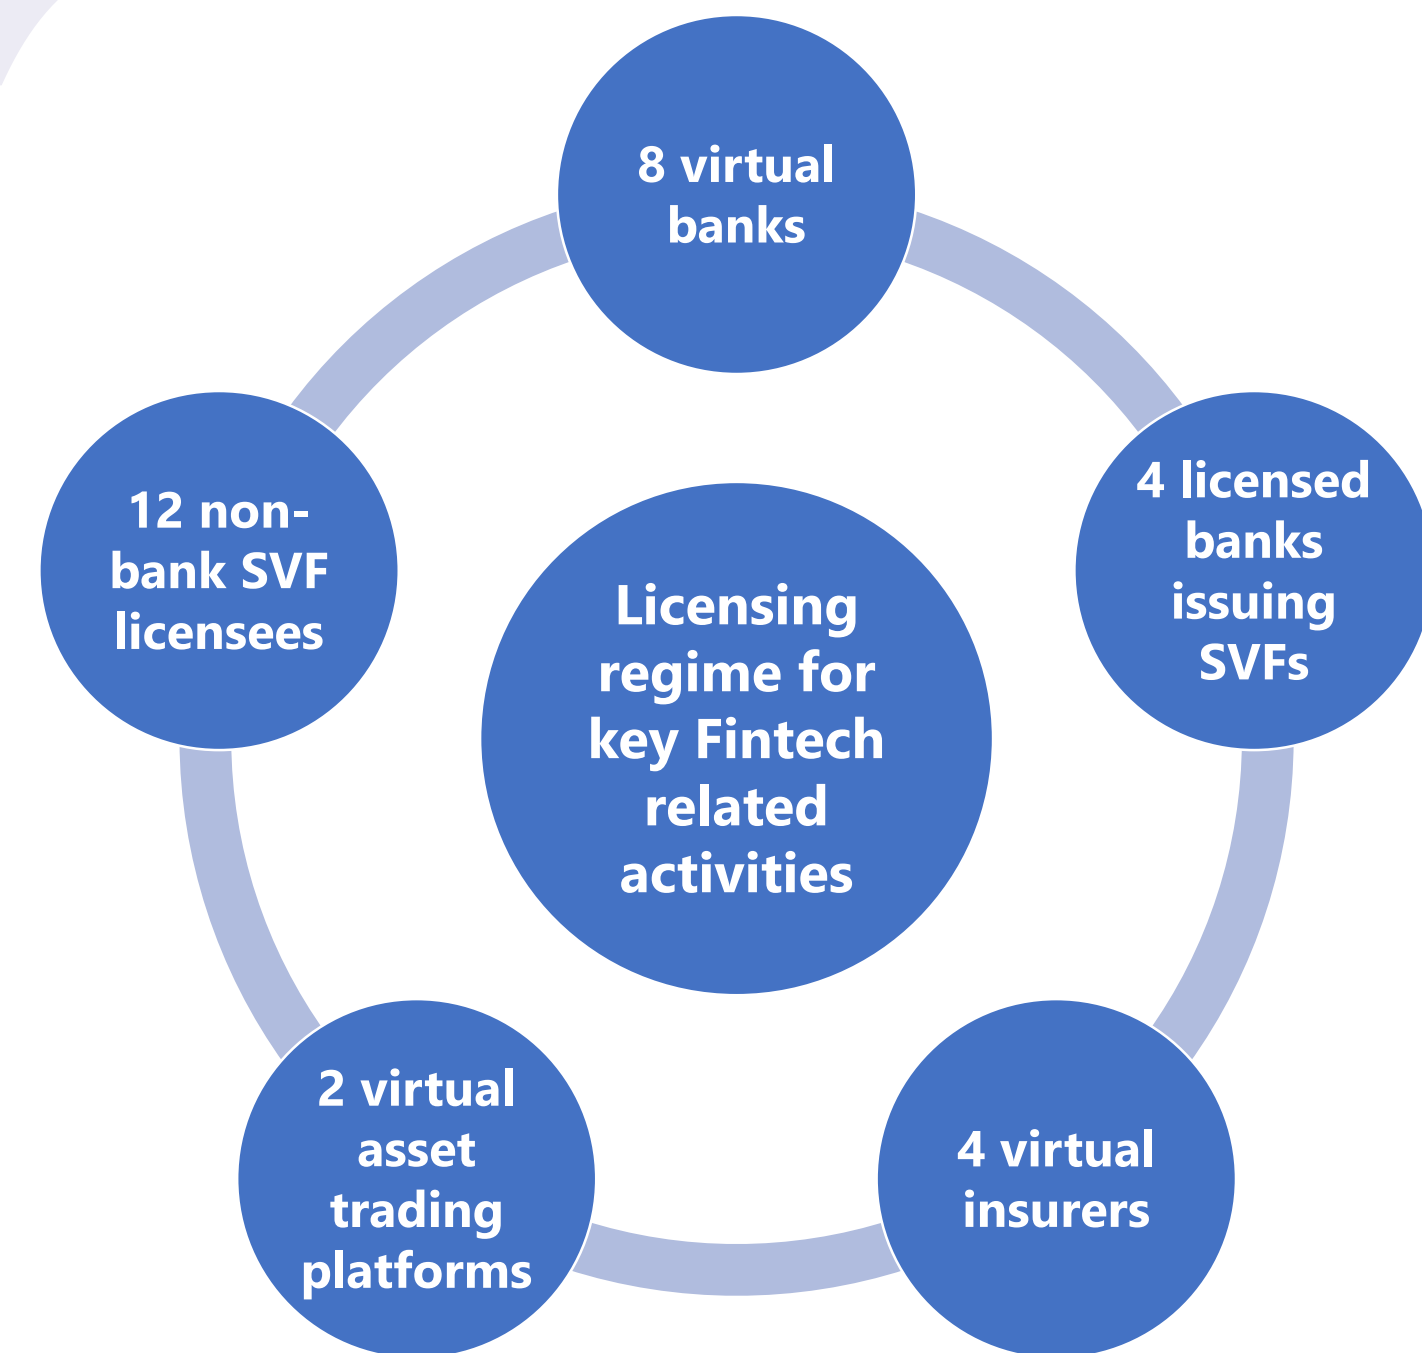 8 virtual
banks
4 licensed
banks
issuing
SVFs
4 virtual
insurers
2 virtual
asset
trading
platforms
12 non-
bank SVF
licensees
Licensing
regime for
key Fintech
related
activities